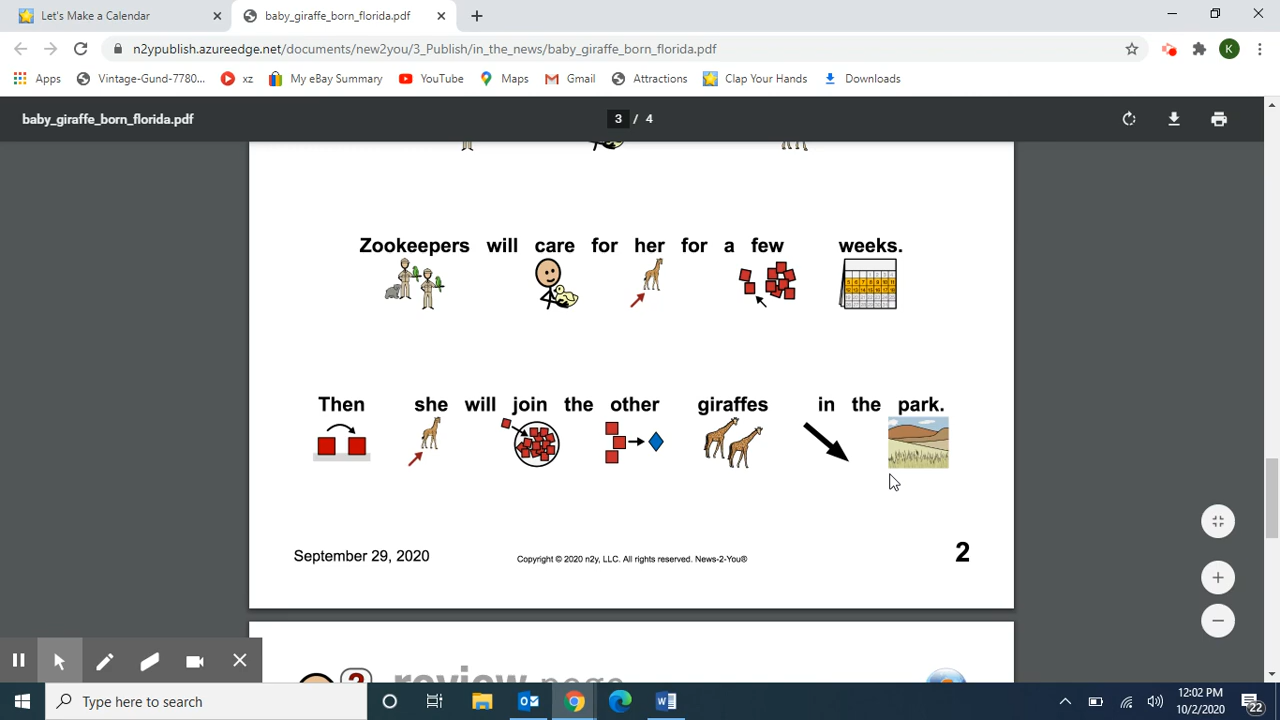 Let's Make a Calendar
baby_giraffe_born_florida.pdf
n2ypublish.azureedge.net/documents/new2you/3_Publish/in_the_news/baby_giraffe_born_florida.pdf
K
Apps Vintage-Gund-7780... xz My eBay Summary YouTube Maps Gmail Attractions Clap Your Hands Downloads
baby_giraffe_born_florida.pdf 3 / 4
Zookeepers will care for her for a few weeks.
Then she will join the other giraffes in the park.
September 29, 2020 Copyright © 2020 n2y, LLC. All rights reserved. News-2-You® 2
review page
Type here to search
12:02 PM
10/2/2020
22